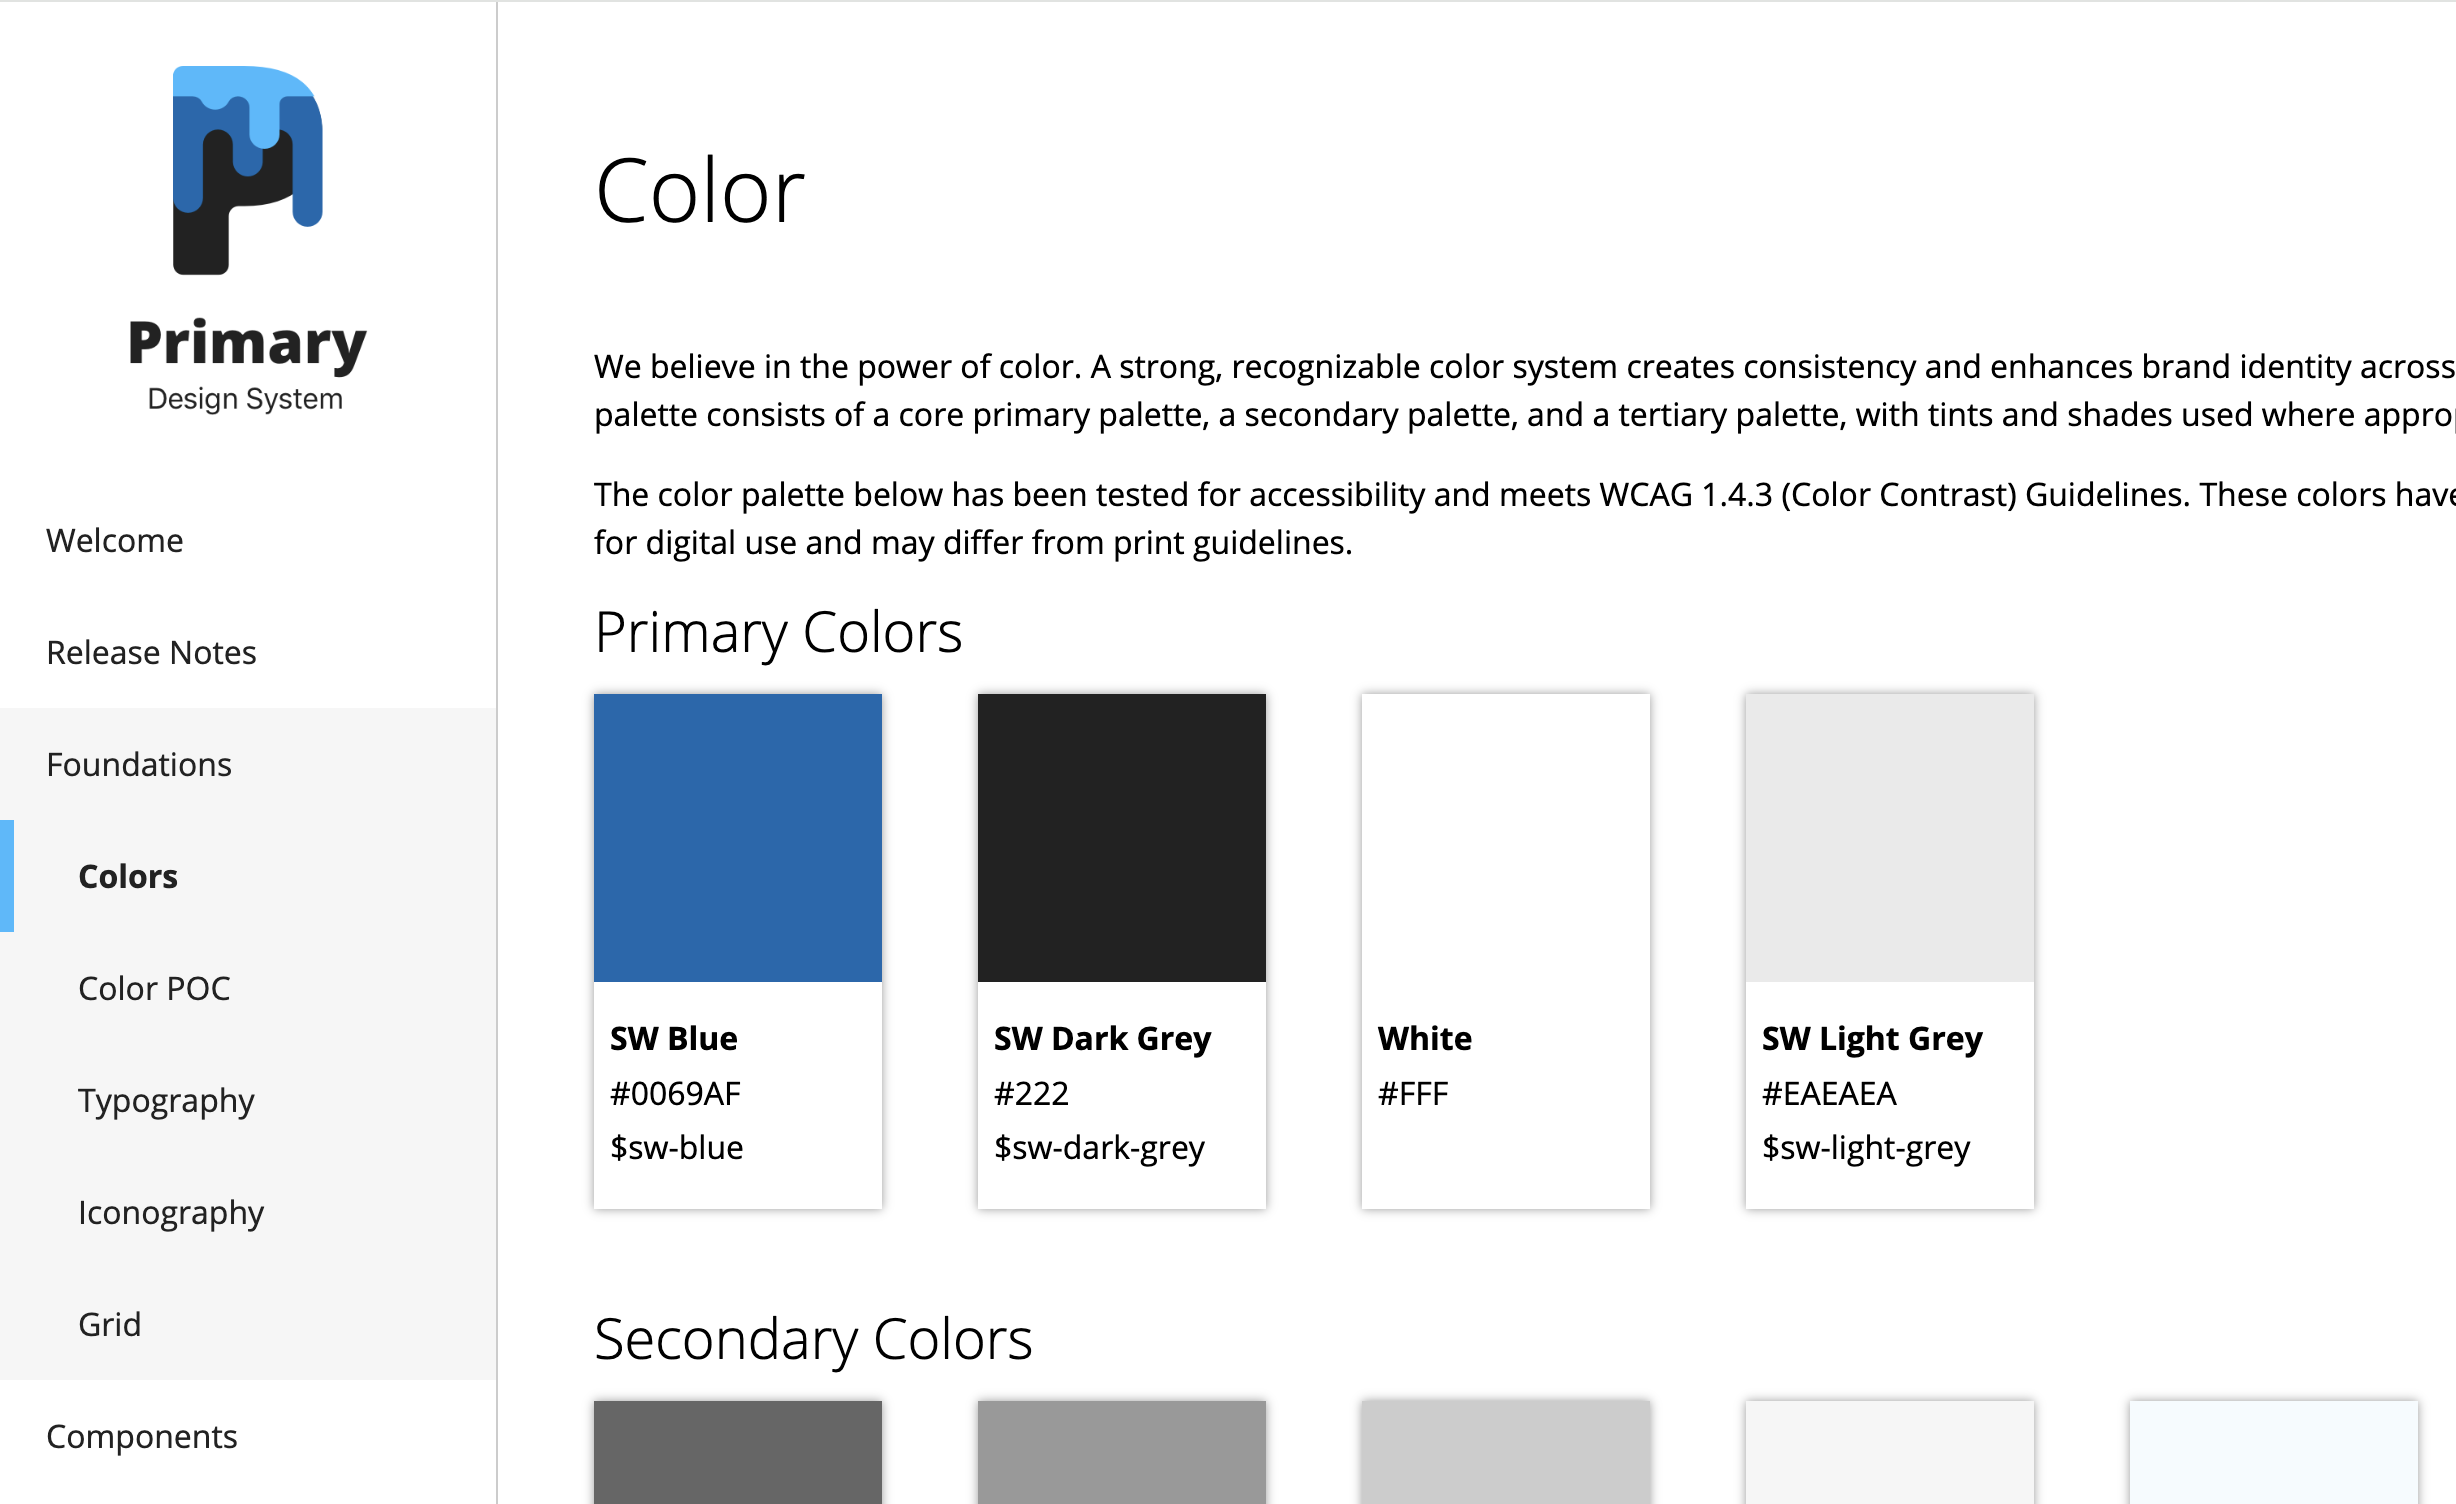 Primary
Design System
Welcome
Release Notes
Foundations
Colors
Color POC
Typography
Iconography
Grid
Components
Color
We believe in the power of color. A strong, recognizable color system creates consistency and enhances brand identity across
palette consists of a core primary palette, a secondary palette, and a tertiary palette, with tints and shades used where
The color palette below has been tested for accessibility and meets WCAG 1.4.3 (Color Contrast) Guidelines. These colors have
for digital use and may differ from print guidelines.
Primary Colors
SW Blue
#0069AF
$sw-blue
SW Dark Grey
#222
$sw-dark-grey
White
#FFF
SW Light Grey
#EAEAEA
$sw-light-grey
Secondary Colors